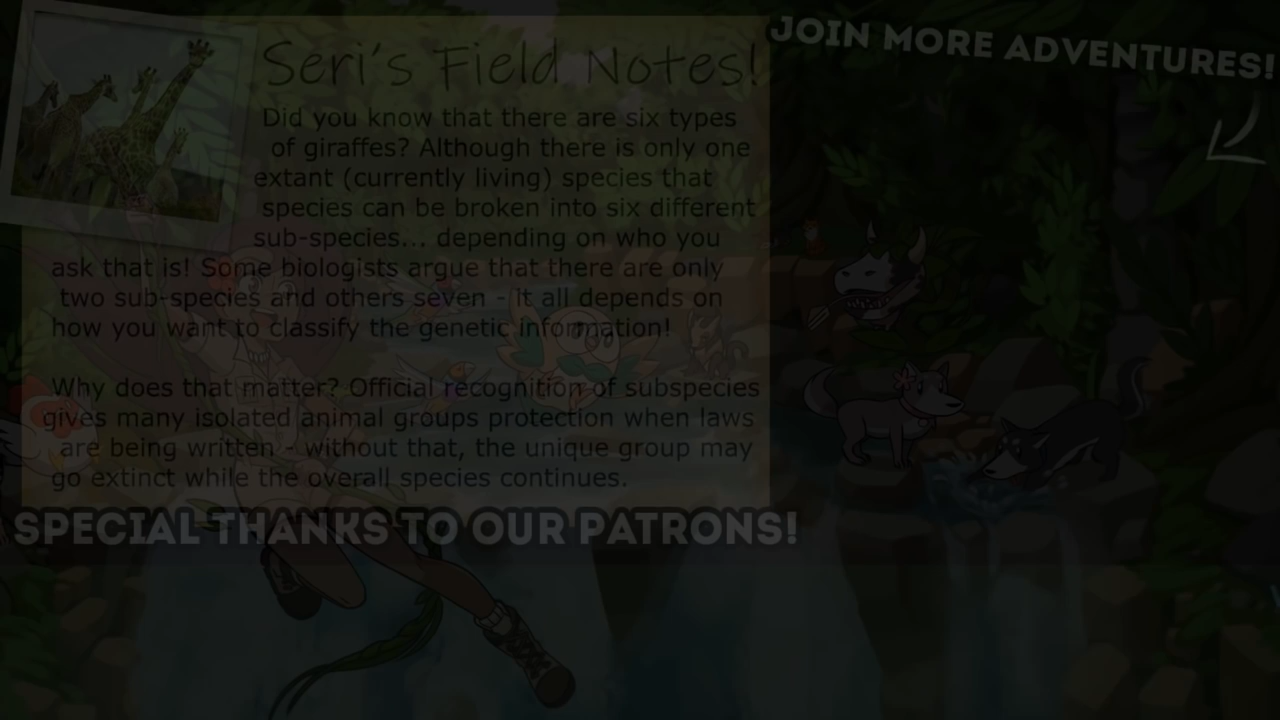 Seri's Field Notes!
JOIN MORE ADVENTURES!
Did you know that there are six types
of giraffes? Although there is only one
extant (currently living) species that
species can be broken into six different
sub-species... depending on who you
ask that is! Some biologists argue that there are only
two sub-species and others seven - it all depends on
how you want to classify the genetic information!
Why does that matter? Official recognition of subspecies
gives many isolated animal groups protection when laws
are being written - without that, the unique group may
go extinct while the overall species continues.
SPECIAL THANKS TO OUR PATRONS!